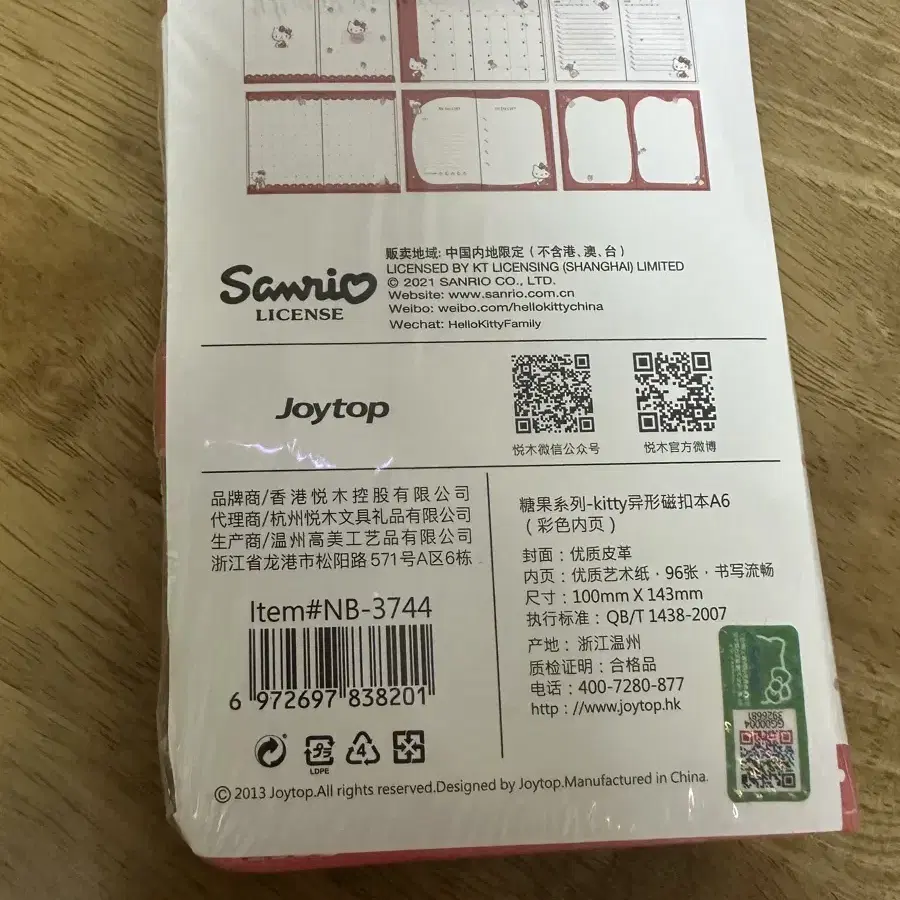 贩卖地域: 中国内地限定（不含港、澳、台）
LICENSED BY KT LICENSING (SHANGHAI) LIMITED
© 2021 SANRIO CO., LTD.
Website: www.sanrio.com.cn
Weibo: weibo.com/hellokittychina
Wechat: HelloKittyFamily
Sanrio
LICENSE
Joytop
悦木微信公众号
悦木官方微博
品牌商/香港悦木控股有限公司
代理商/杭州悦木文具礼品有限公司
生产商/温州高美工艺品有限公司
浙江省龙港市松阳路571号A区6栋
Item#NB-3744
6 972697 838201
糖果系列-kitty异形磁扣本A6
（彩色内页）
封面：优质皮革
内页：优质艺术纸·96张·书写流畅
尺寸：100mm X 143mm
执行标准：QB/T 1438-2007
产地：浙江温州
质检证明：合格品
电话：400-7280-877
http：//www.joytop.hk
GG00004
3926681
LDPE
4
© 2013 Joytop.All rights reserved.Designed by Joytop.Manufactured in China.